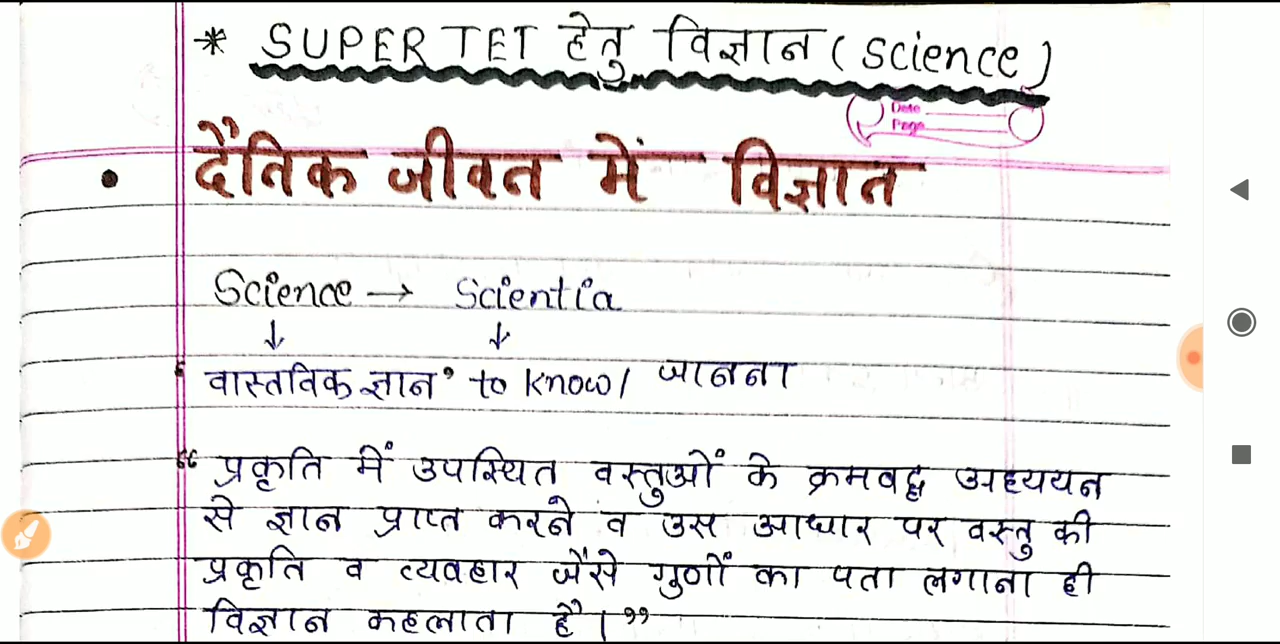 * SUPER TET हेतु विज्ञान (Science)
Date
Page
• दैनिक जीवन में विज्ञान
Science → Scientia
↓ ↓
वास्तविक ज्ञान to know / जानना
“प्रकृति में उपस्थित वस्तुओं के क्रमबद्ध अध्ययन
से ज्ञान प्राप्त करने व उस आधार पर वस्तु की
प्रकृति व व्यवहार जैसे गुणों का पता लगाना ही
विज्ञान कहलाता है।”